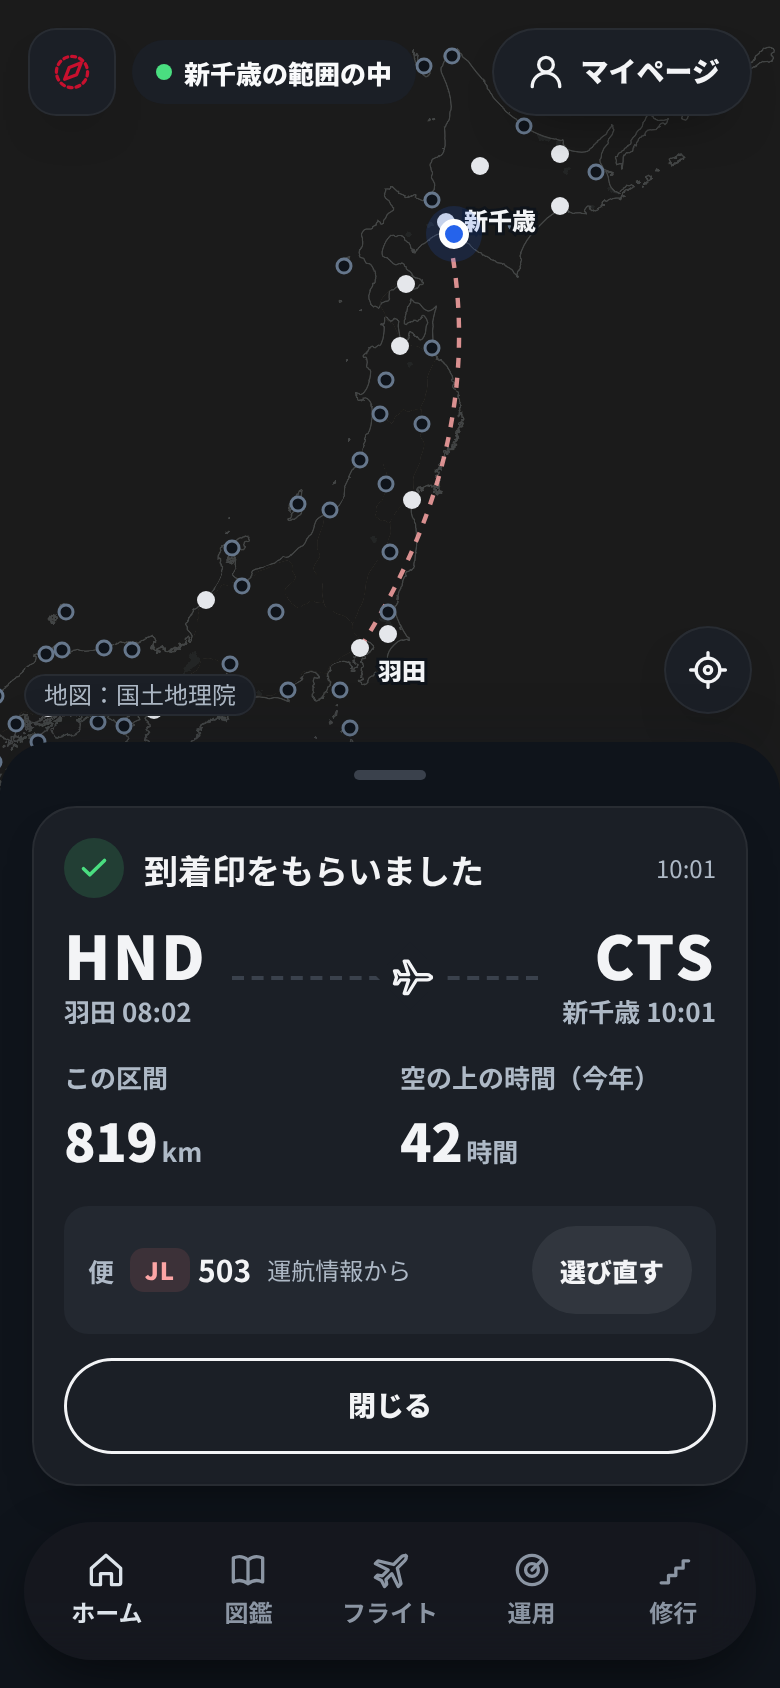 新千歳の範囲の中
マイページ
新千歳
羽田
地図：国土地理院
到着印をもらいました
10:01
HND
CTS
羽田 08:02
新千歳 10:01
この区間
空の上の時間（今年）
819 km
42 時間
便 JL 503 運航情報から
選び直す
閉じる
ホーム
図鑑
フライト
運用
修行